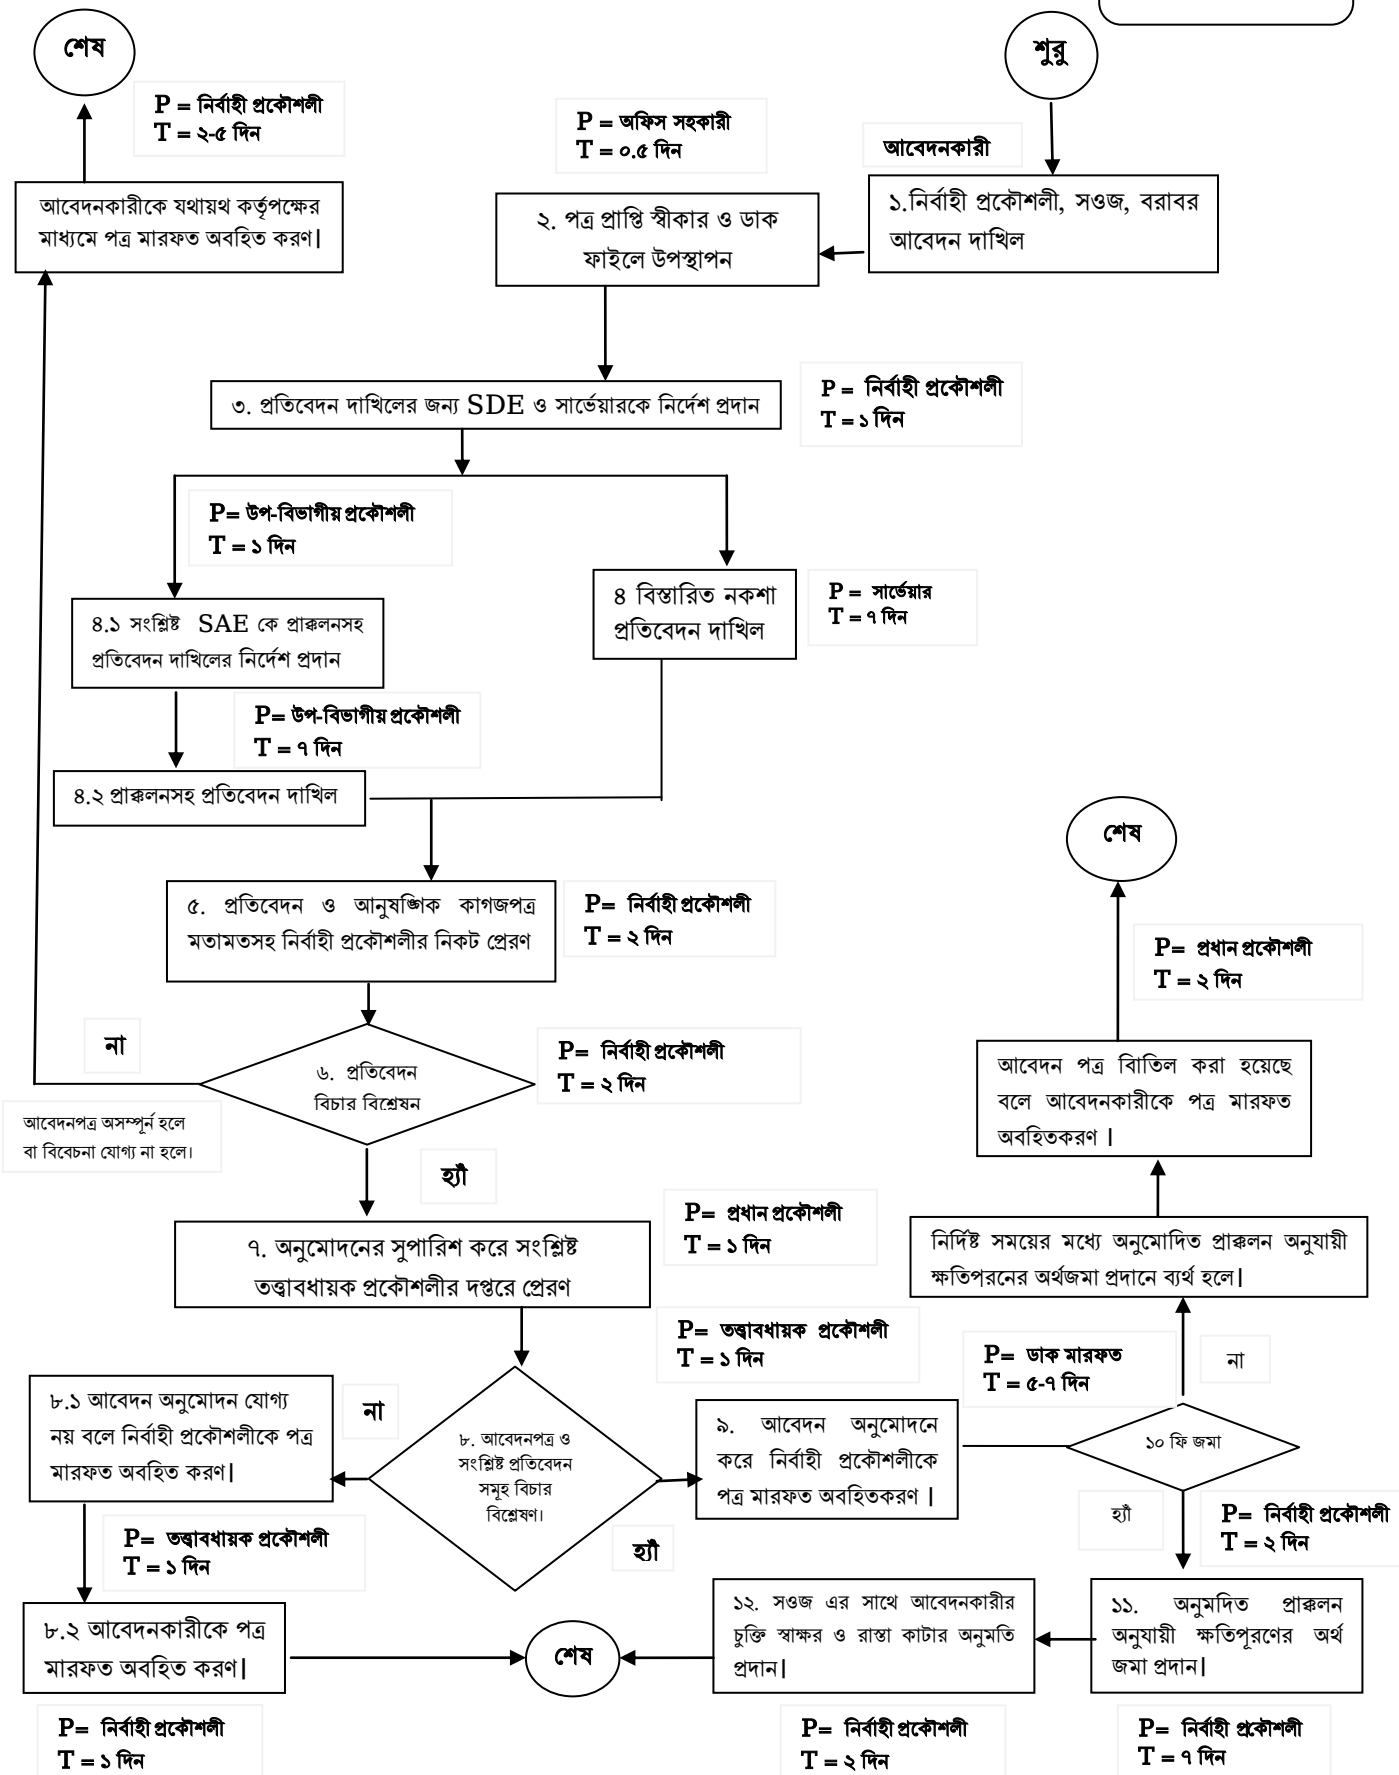 শেষ
শুরু
P = নির্বাহী প্রকৌশলী
T = ২-৫ দিন
P = অফিস সহকারী
T = ০.৫ দিন
আবেদনকারী
আবেদনকারীকে যথাযথ কর্তৃপক্ষের
মাধ্যমে পত্র মারফত অবহিত করণ।
২. পত্র প্রাপ্তি স্বীকার ও ডাক
ফাইলে উপস্থাপন
১.নির্বাহী প্রকৌশলী, সওজ, বরাবর
আবেদন দাখিল
৩. প্রতিবেদন দাখিলের জন্য SDE ও সার্ভেয়ারকে নির্দেশ প্রদান
P = নির্বাহী প্রকৌশলী
T = ১ দিন
P= উপ-বিভাগীয় প্রকৌশলী
T = ১ দিন
৪.১ সংশ্লিষ্ট SAE কে প্রাক্কলনসহ
প্রতিবেদন দাখিলের নির্দেশ প্রদান
৪ বিস্তারিত নকশা
প্রতিবেদন দাখিল
P = সার্ভেয়ার
T = ৭ দিন
P= উপ-বিভাগীয় প্রকৌশলী
T = ৭ দিন
৪.২ প্রাক্কলনসহ প্রতিবেদন দাখিল
৫. প্রতিবেদন ও আনুষঙ্গিক কাগজপত্র
মতামতসহ নির্বাহী প্রকৌশলীর নিকট প্রেরণ
P= নির্বাহী প্রকৌশলী
T = ২ দিন
না
৬. প্রতিবেদন
বিচার বিশ্লেষন
P= নির্বাহী প্রকৌশলী
T = ২ দিন
আবেদনপত্র অসম্পূর্ন হলে
বা বিবেচনা যোগ্য না হলে।
হ্যাঁ
শেষ
P= প্রধান প্রকৌশলী
T = ২ দিন
আবেদন পত্র বািতিল করা হয়েছে
বলে আবেদনকারীকে পত্র মারফত
অবহিতকরণ ।
৭. অনুমোদনের সুপারিশ করে সংশ্লিষ্ট
তত্ত্বাবধায়ক প্রকৌশলীর দপ্তরে প্রেরণ
P= প্রধান প্রকৌশলী
T = ১ দিন
নির্দিষ্ট সময়ের মধ্যে অনুমোদিত প্রাক্কলন অনুযায়ী
ক্ষতিপরনের অর্থজমা প্রদানে ব্যর্থ হলে।
P= তত্ত্বাবধায়ক প্রকৌশলী
T = ১ দিন
P= ডাক মারফত
T = ৫-৭ দিন
না
৮.১ আবেদন অনুমোদন যোগ্য
নয় বলে নির্বাহী প্রকৌশলীকে পত্র
মারফত অবহিত করণ।
না
৮. আবেদনপত্র ও
সংশ্লিষ্ট প্রতিবেদন
সমূহ বিচার
বিশ্লেষণ।
হ্যাঁ
৯. আবেদন অনুমোদনে
করে নির্বাহী প্রকৌশলীকে
পত্র মারফত অবহিতকরণ ।
১০ ফি জমা
হ্যাঁ
P= নির্বাহী প্রকৌশলী
T = ২ দিন
P= তত্ত্বাবধায়ক প্রকৌশলী
T = ১ দিন
৮.২ আবেদনকারীকে পত্র
মারফত অবহিত করণ।
শেষ
১২. সওজ এর সাথে আবেদনকারীর
চুক্তি স্বাক্ষর ও রাস্তা কাটার অনুমতি
প্রদান।
১১. অনুমদিত প্রাক্কলন
অনুযায়ী ক্ষতিপূরণের অর্থ
জমা প্রদান।
P= নির্বাহী প্রকৌশলী
T = ১ দিন
P= নির্বাহী প্রকৌশলী
T = ২ দিন
P= নির্বাহী প্রকৌশলী
T = ৭ দিন